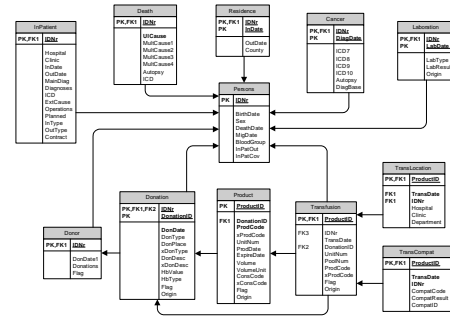 Death
PK,FK1 IDNr
UlCause
MultCause1
MultCause2
MultCause3
MultCause4
Autopsy
ICD
Residence
PK,FK1 IDNr
PK InDate
OutDate
County
Cancer
PK,FK1 IDNr
PK DiagDate
ICD7
ICD8
ICD9
ICD10
Autopsy
DiagBase
Laboration
PK,FK1 IDNr
PK LabDate
LabType
LabResult
Origin
InPatient
PK,FK1 IDNr
Hospital
Clinic
InDate
OutDate
MainDiag
Diagnoses
ICD
ExtCause
Operations
Planned
InType
OutType
Contract
Persons
PK IDNr
BirthDate
Sex
DeathDate
MigDate
BloodGroup
InPatOut
InPatCov
Donor
PK,FK1 IDNr
DonDate1
Donations
Flag
Donation
PK,FK1,FK2 IDNr
PK DonationID
DonDate
DonType
DonPlace
xDonType
DonDesc
xDonDesc
HbValue
HbType
Flag
Origin
Product
PK ProductID
FK1 DonationID
ProdCode
xProdCode
UnitNum
ProdDate
ExpireDate
Volume
VolumeUnit
ConsCode
xConsCode
Flag
Origin
Transfusion
PK,FK1 ProductID
FK3 IDNr
TransDate
FK2 DonationID
UnitNum
PoolNum
ProdCode
xProdCode
Flag
Origin
TransLocation
PK,FK1 ProductID
FK1 TransDate
FK1 IDNr
Hospital
Clinic
Department
TransCompat
PK,FK1 ProductID
TransDate
IDNr
CompatCode
CompatResult
CompatID